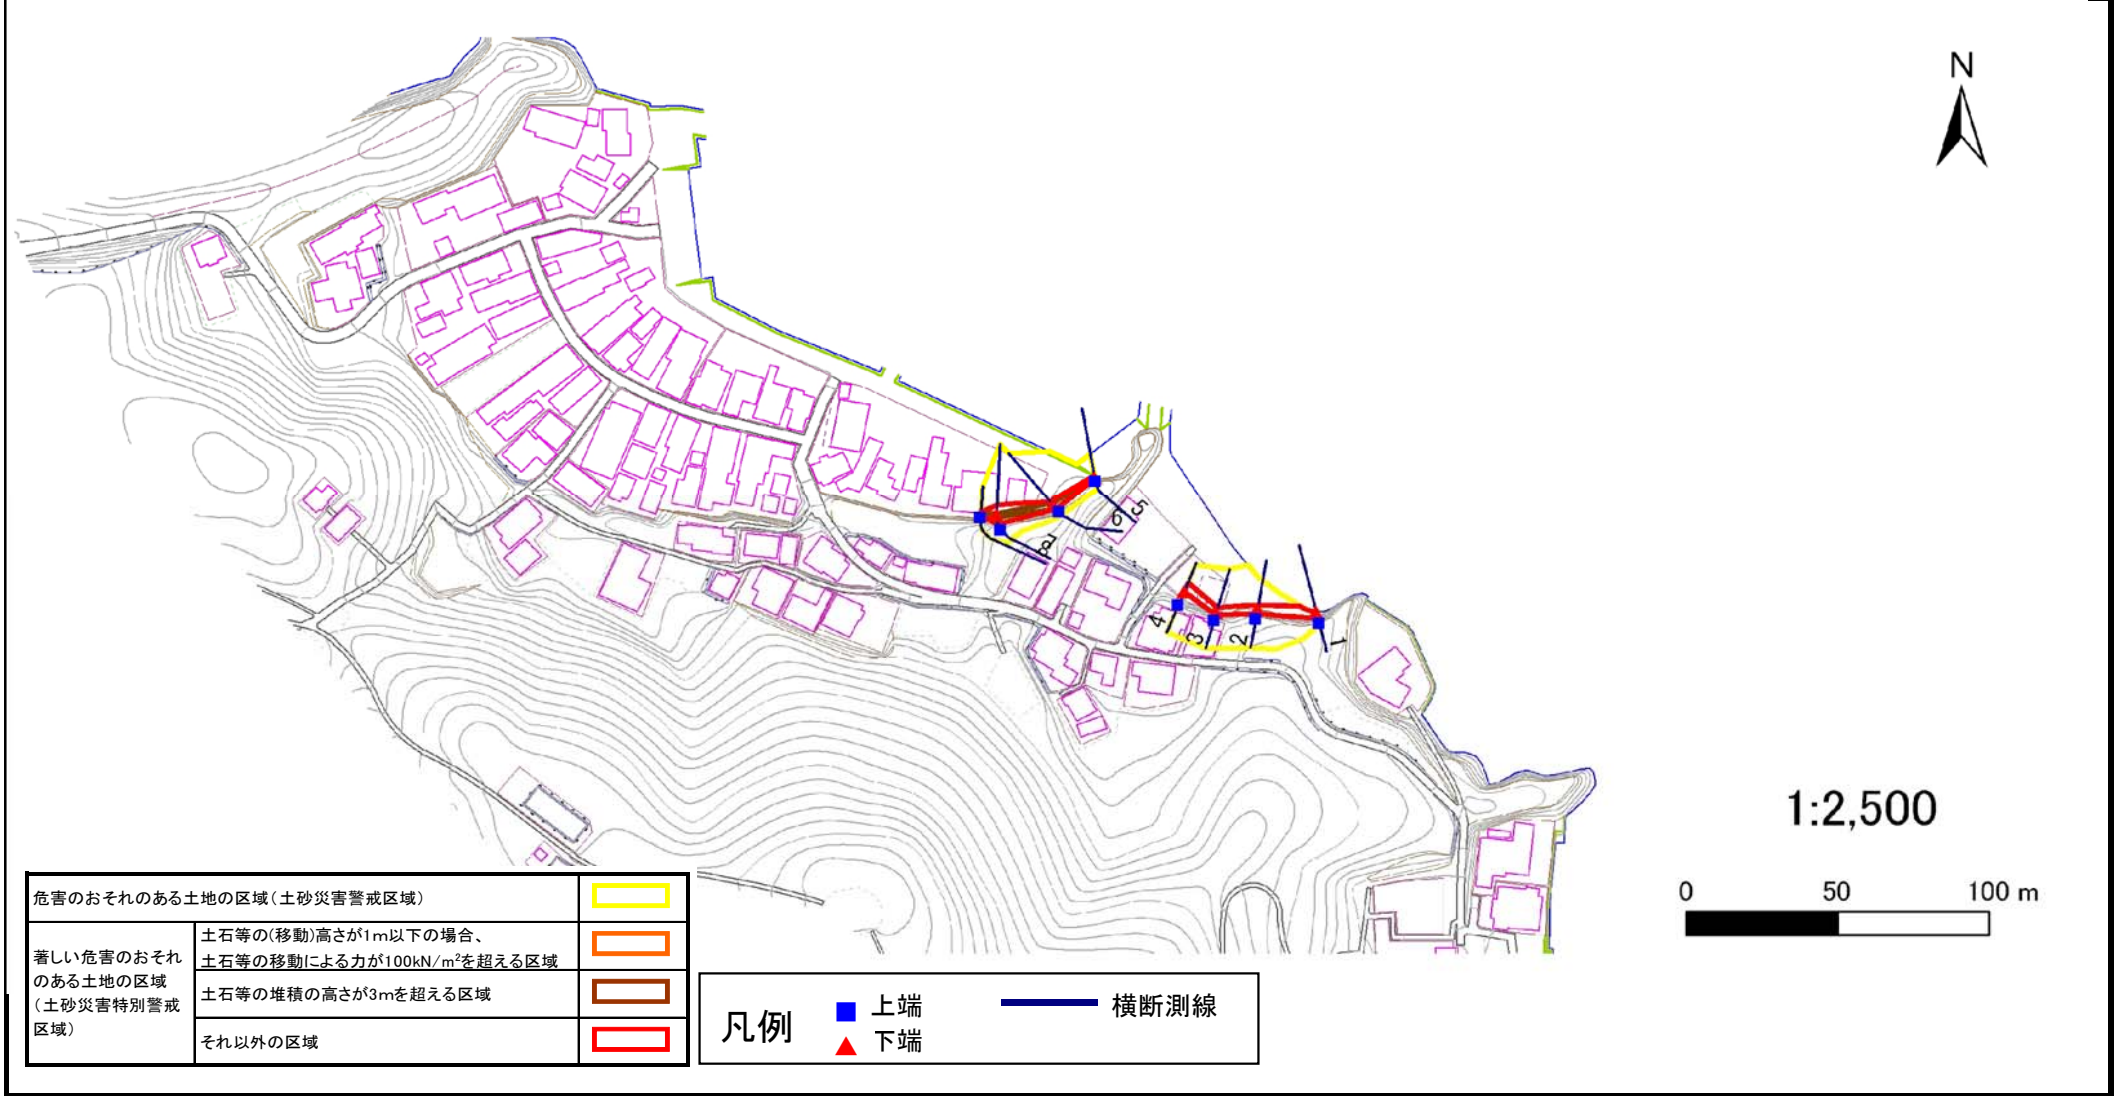 N
5
6
8
4
3
2
1
1:2,500
0 50 100 m
危害のおそれのある土地の区域(土砂災害警戒区域)
著しい危害のおそれ
のある土地の区域
(土砂災害特別警戒
区域)
土石等の(移動)高さが1m以下の場合、
土石等の移動による力が100kN/m²を超える区域
土石等の堆積の高さが3mを超える区域
それ以外の区域
凡例
上端
下端
横断測線